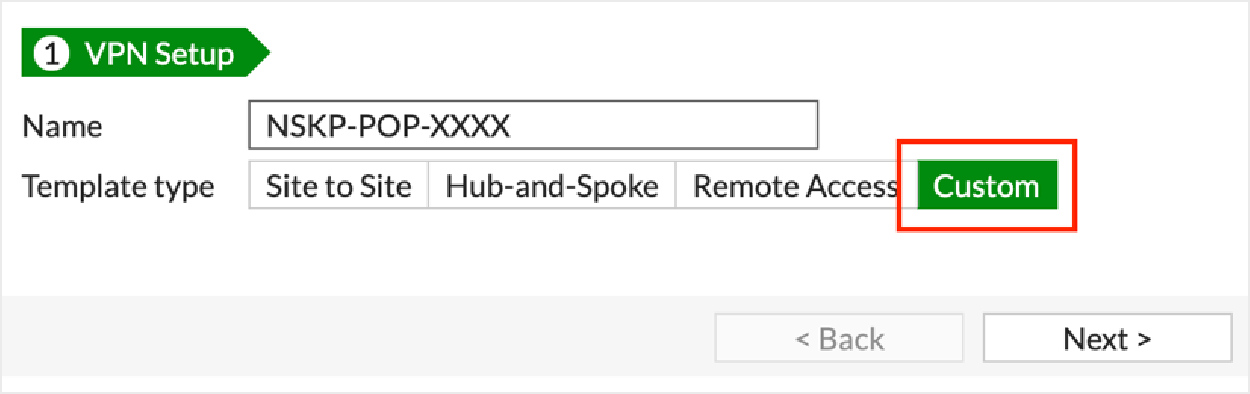 1 VPN Setup
Name NSKP-POP-XXXX
Template type Site to Site Hub-and-Spoke Remote Access Custom
< Back Next >